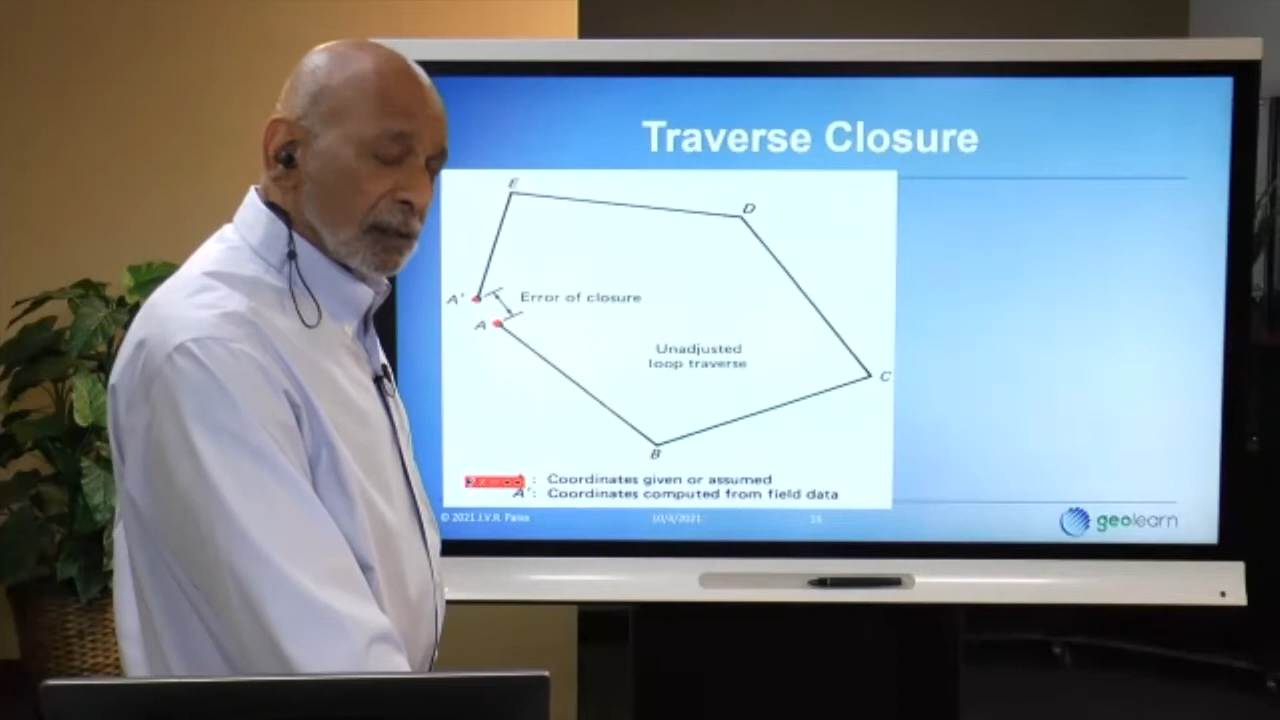 Traverse Closure
E
D
A'
Error of closure
A
Unadjusted
loop traverse
C
B
: Coordinates given or assumed
A': Coordinates computed from field data
© 2021 J.V.R. Paiva
10/4/2021
geolearn